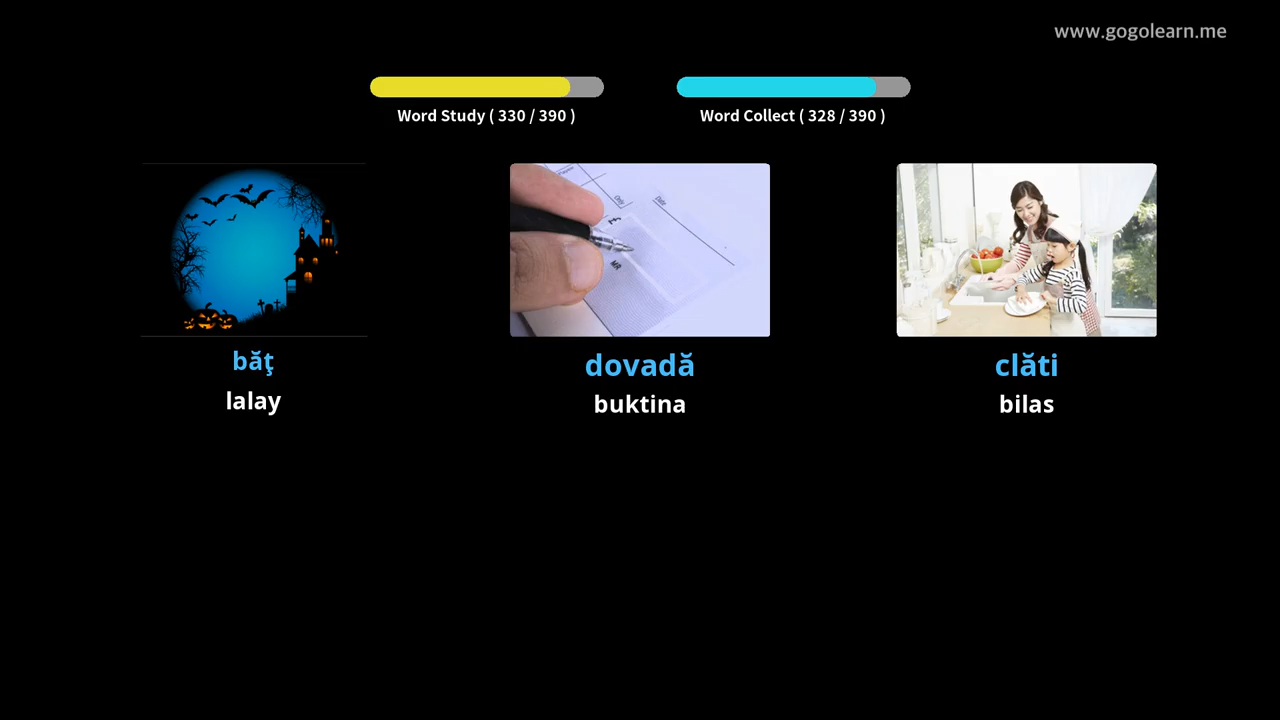 www.gogolearn.me
Word Study ( 330 / 390 )
Word Collect ( 328 / 390 )
băţ
lalay
dovadă
buktina
clăti
bilas